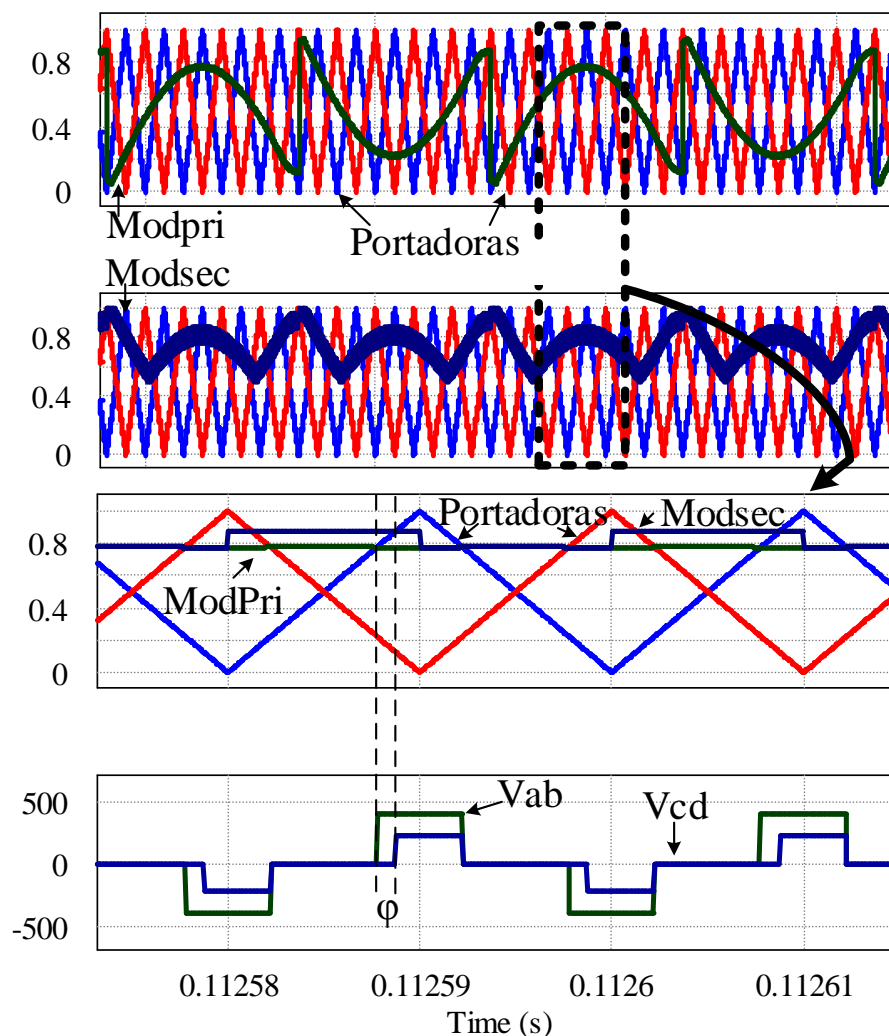 0.8
0.4
0
Modpri
Portadoras
Modsec
0.8
0.4
0
Portadoras
Modsec
0.8
ModPri
0.4
0
500
Vab
Vcd
0
φ
-500
0.11258
0.11259
0.1126
0.11261
Time (s)